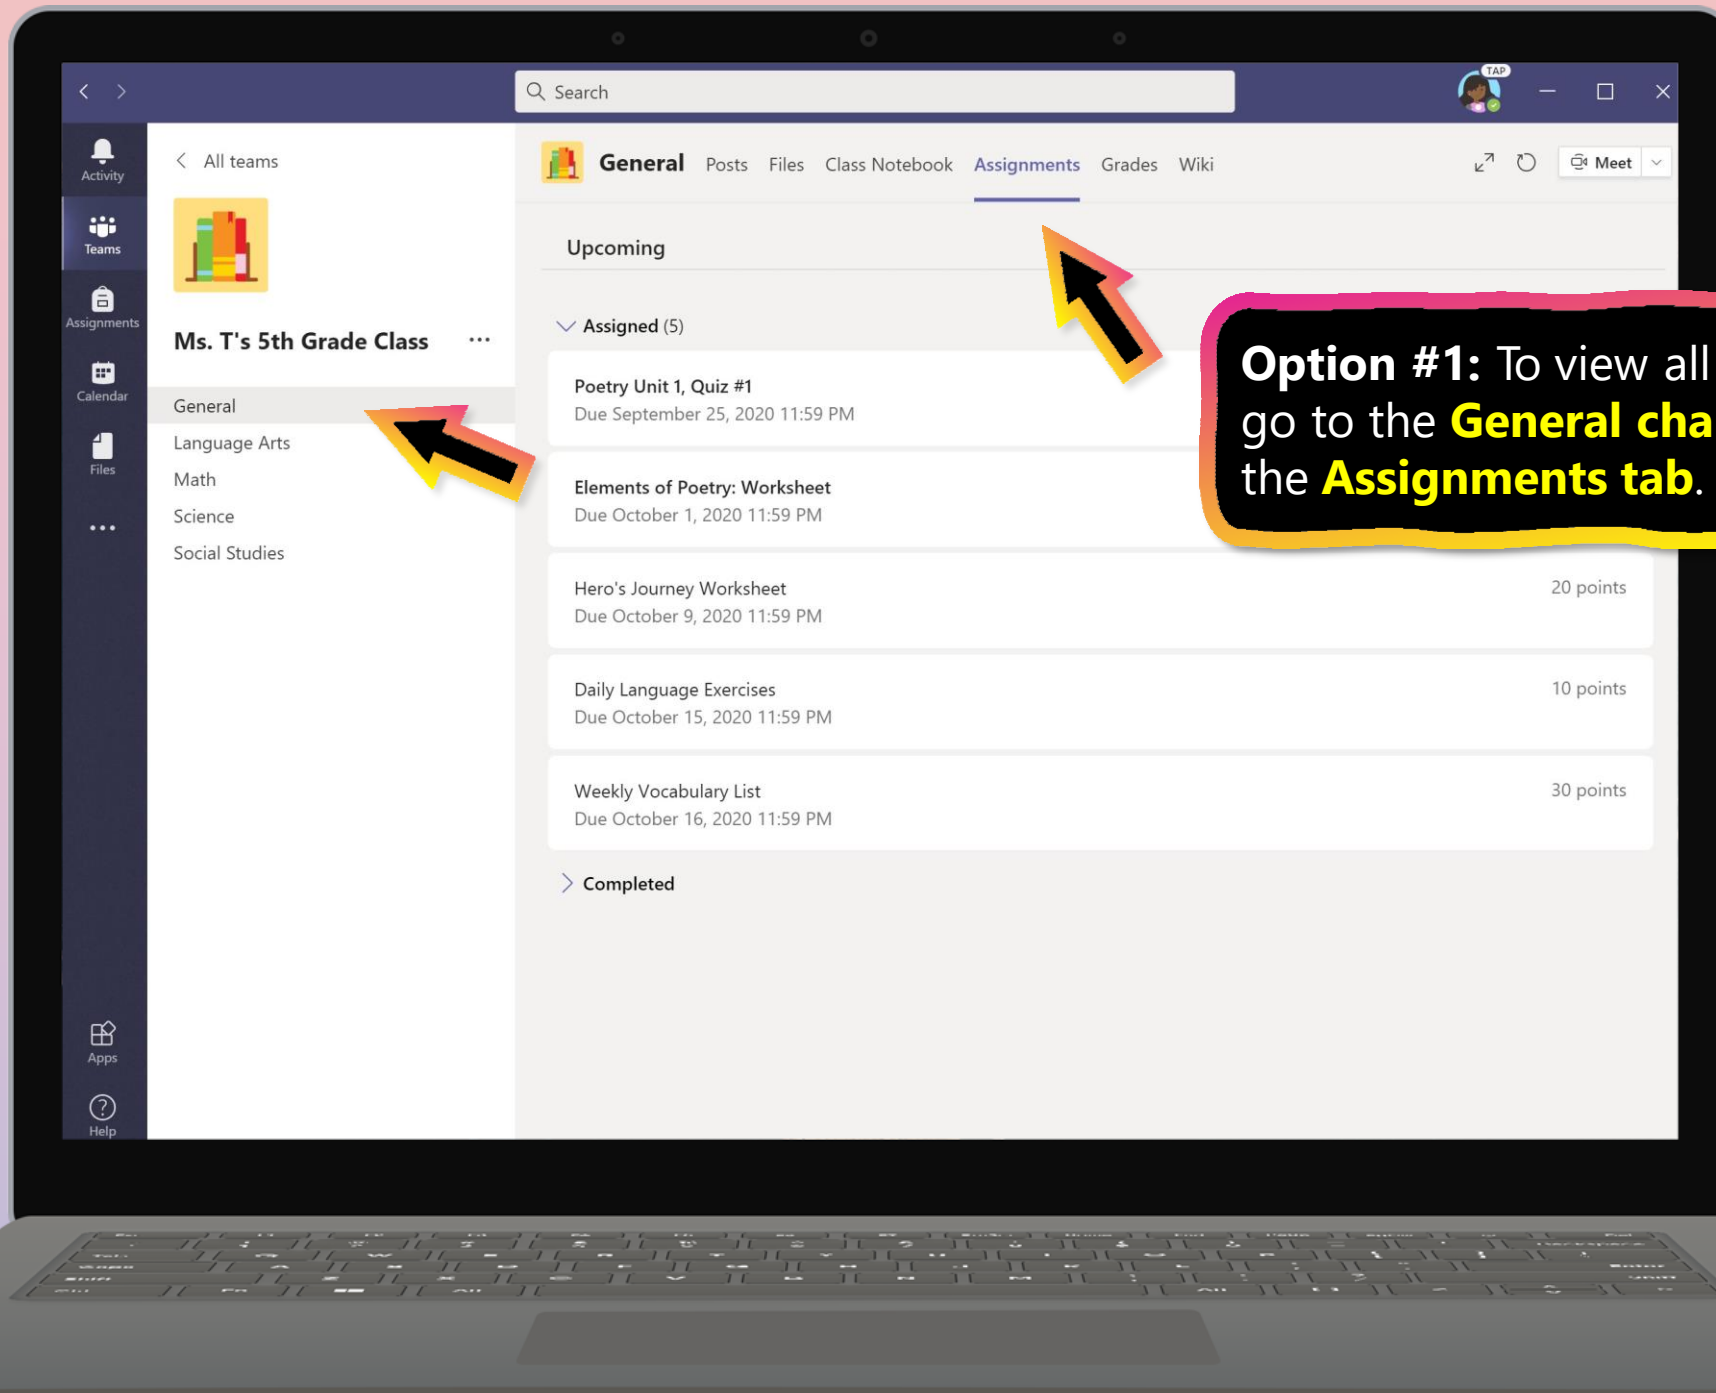 Search
TAP
Activity
Teams
Assignments
Calendar
Files
Apps
Help
All teams
Ms. T's 5th Grade Class ...
General
Language Arts
Math
Science
Social Studies
General Posts Files Class Notebook Assignments Grades Wiki Meet
Upcoming
Assigned (5)
Poetry Unit 1, Quiz #1
Due September 25, 2020 11:59 PM
Elements of Poetry: Worksheet
Due October 1, 2020 11:59 PM
Hero's Journey Worksheet 20 points
Due October 9, 2020 11:59 PM
Daily Language Exercises 10 points
Due October 15, 2020 11:59 PM
Weekly Vocabulary List 30 points
Due October 16, 2020 11:59 PM
Completed
Option #1: To view all
go to the General cha
the Assignments tab.